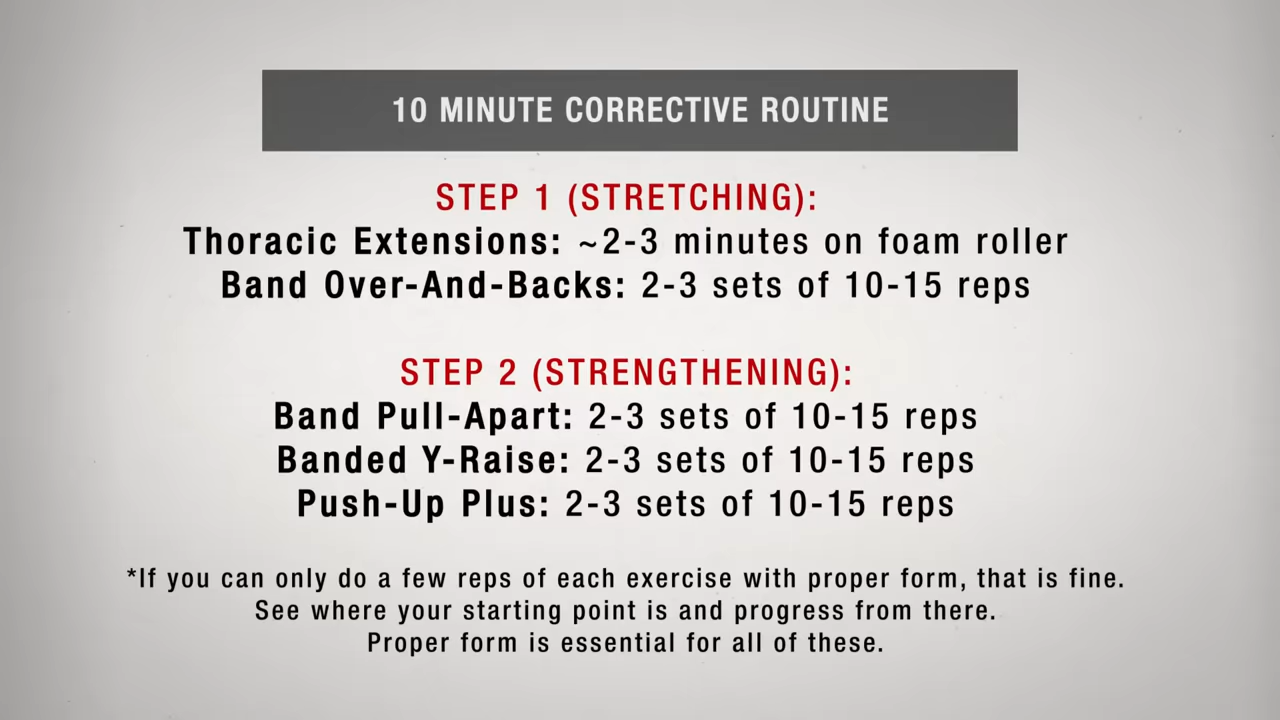 10 MINUTE CORRECTIVE ROUTINE
STEP 1 (STRETCHING):
Thoracic Extensions: ~2-3 minutes on foam roller
Band Over-And-Backs: 2-3 sets of 10-15 reps
STEP 2 (STRENGTHENING):
Band Pull-Apart: 2-3 sets of 10-15 reps
Banded Y-Raise: 2-3 sets of 10-15 reps
Push-Up Plus: 2-3 sets of 10-15 reps
*If you can only do a few reps of each exercise with proper form, that is fine.
See where your starting point is and progress from there.
Proper form is essential for all of these.